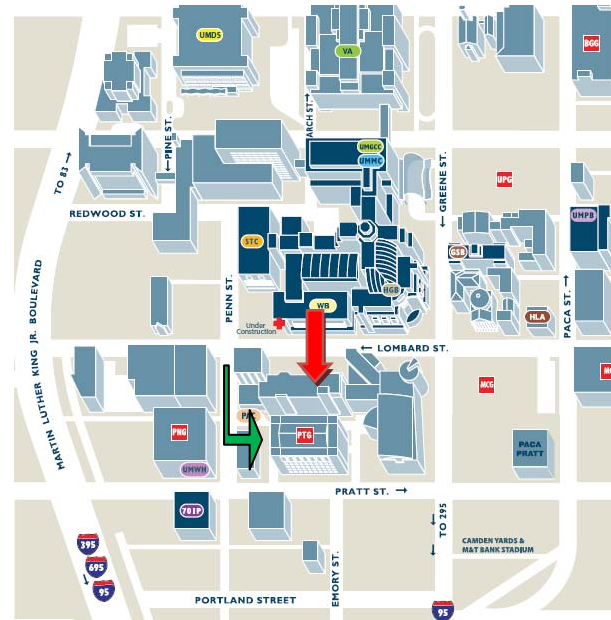 UMDS
VA
BGG
ARCH ST.→
←PINE ST.
UMGCC
UMMC
TO 83 →
GREENE ST.
→
UPG
REDWOOD ST.
UMPB
STC
GSB
PENN ST.
HGB
WB
PACA ST. →
HLA
Under
Construction
← LOMBARD ST.
MARTIN LUTHER KING JR. BOULEVARD
MCG
PNG
PTG
PACA
PRATT
UMWH
PRATT ST. →
701P
TO 295
→
→
395
695
95
CAMDEN YARDS &
M&T BANK STADIUM
EMORY ST.
PORTLAND STREET
95